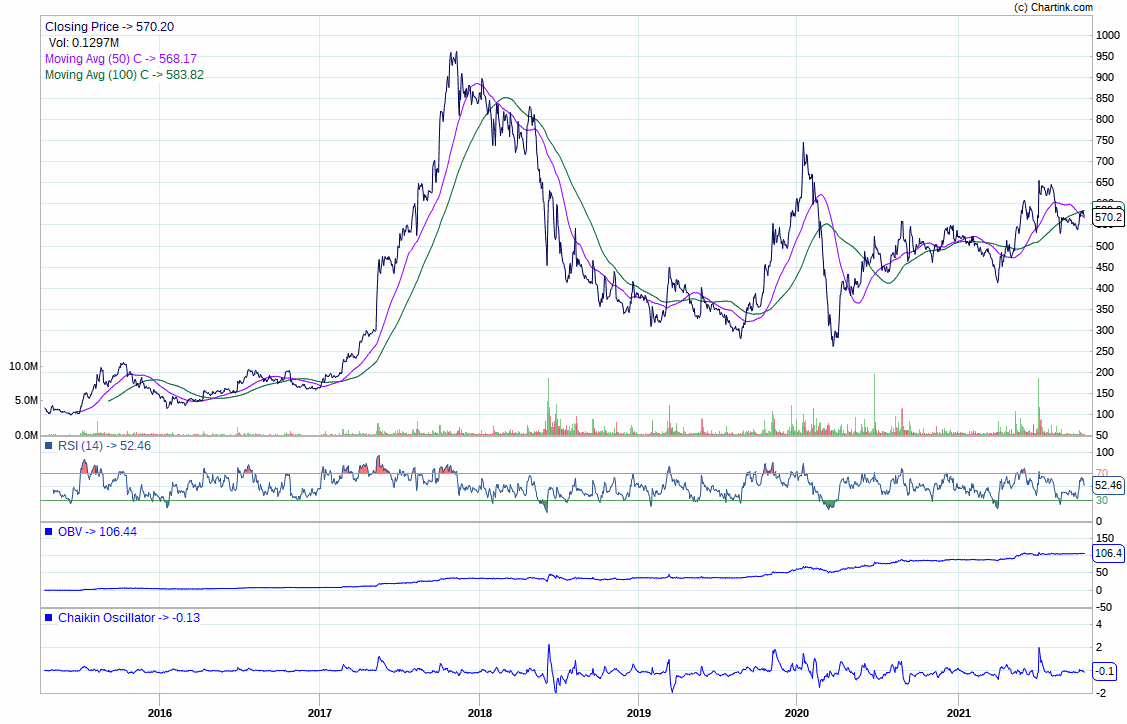 (c) Chartink.com
Closing Price -> 570.20
Vol: 0.1297M
Moving Avg (50) C -> 568.17
Moving Avg (100) C -> 583.82
1000
950
900
850
800
750
700
650
600
570.2
500
450
400
350
300
250
200
150
100
50
10.0M
5.0M
0.0M
RSI (14) -> 52.46
100
70
52.46
30
0
OBV -> 106.44
150
106.4
50
0
-50
Chaikin Oscillator -> -0.13
4
2
-0.1
-2
2016 2017 2018 2019 2020 2021